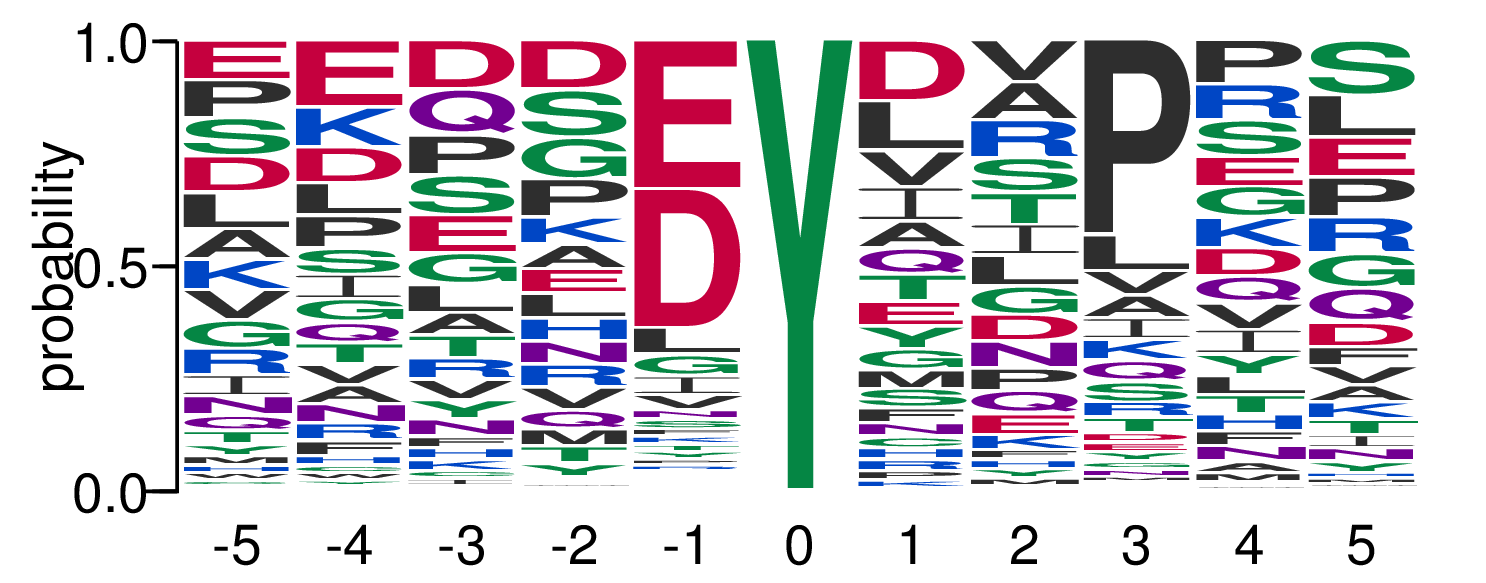 probability
1.0
0.5
0.0
E P S D L A K V G R I N Q T Y M H
E K D L P S I G Q T V A N R F H
D Q P S E G L A T R V Y N F H K
D S G P K A E L H N R V Q M T Y
E D L G I V N S
Y
D L V I A Q T E Y G M S F N C H R P K
V A R S T I L G D N P Q E K F H Y M
P L V A I K Q S R T D E Y G N
P R S E G K D Q V I Y L T H F N A M
S L E P R G Q D F V A K T I N Y H M
-5 -4 -3 -2 -1 0 1 2 3 4 5